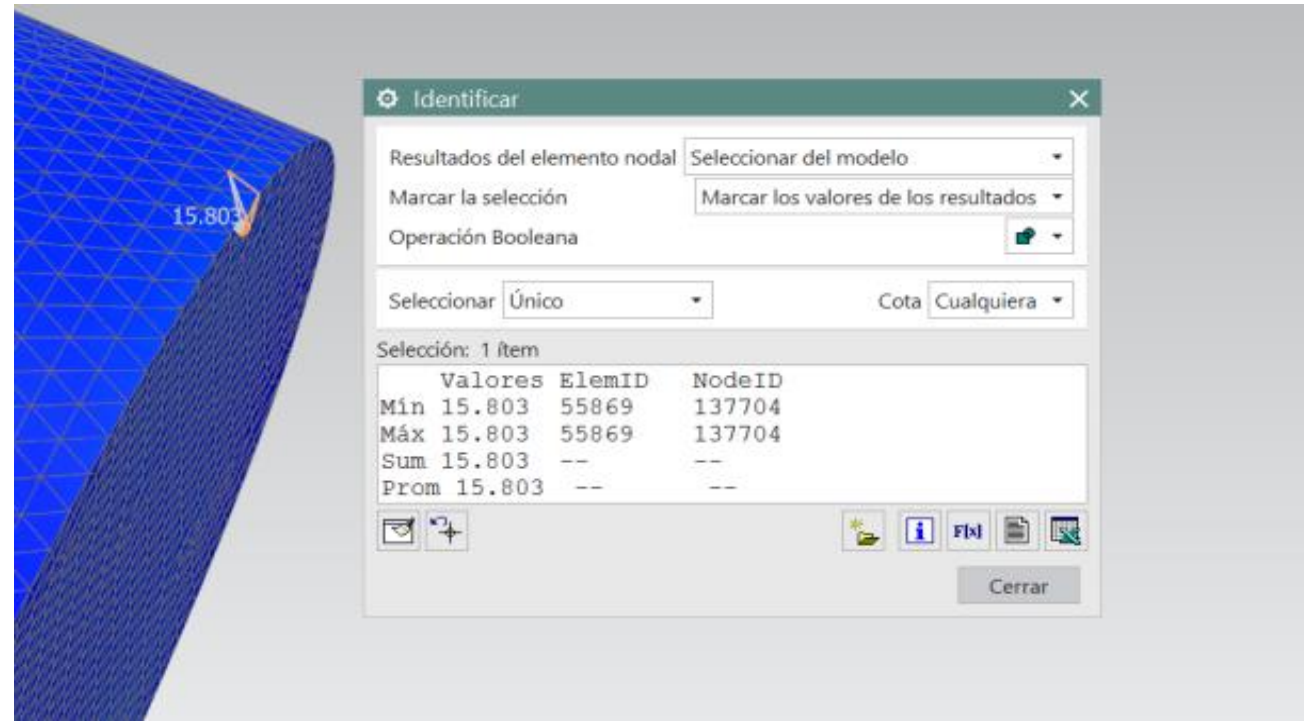 Identificar
Resultados del elemento nodal Seleccionar del modelo
15.803 Marcar la selección Marcar los valores de los resultados
Operación Booleana
Seleccionar Único Cota Cualquiera
Selección: 1 ítem
Valores ElemID NodeID
Mín 15.803 55869 137704
Máx 15.803 55869 137704
Sum 15.803 -- --
Prom 15.803 -- --
i F[x]
Cerrar